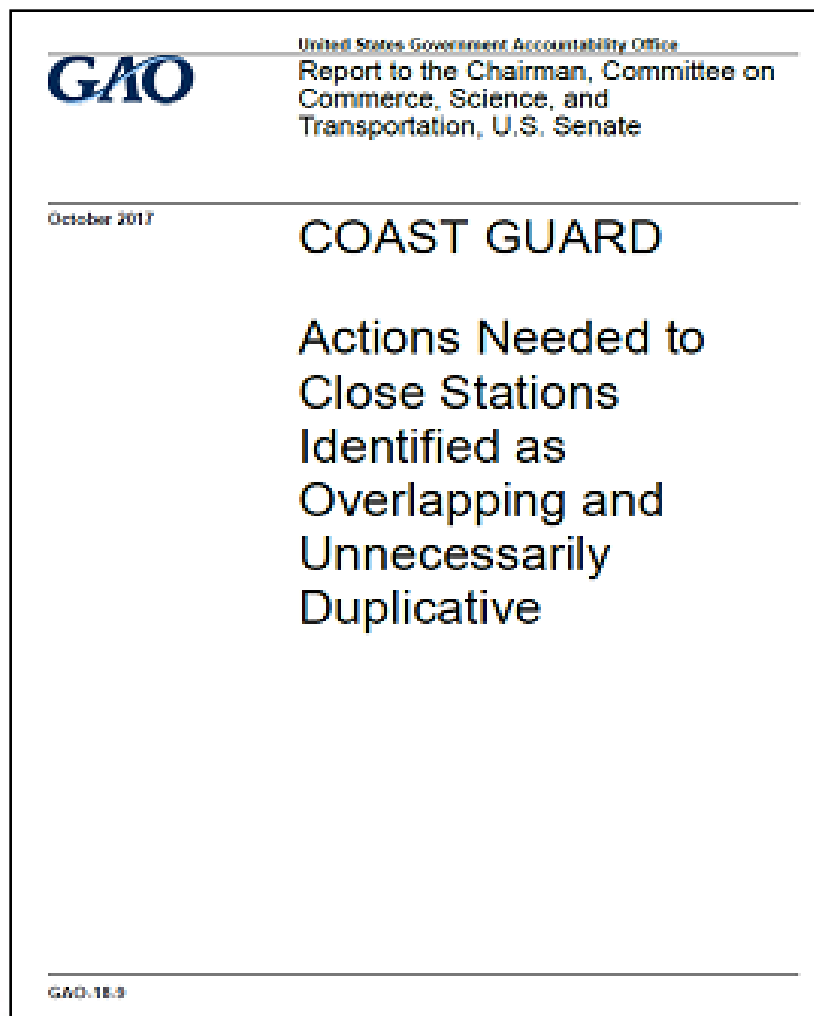 United States Government Accountability Office
GAO
Report to the Chairman, Committee on
Commerce, Science, and
Transportation, U.S. Senate
October 2017
COAST GUARD
Actions Needed to
Close Stations
Identified as
Overlapping and
Unnecessarily
Duplicative
GAO-18-9